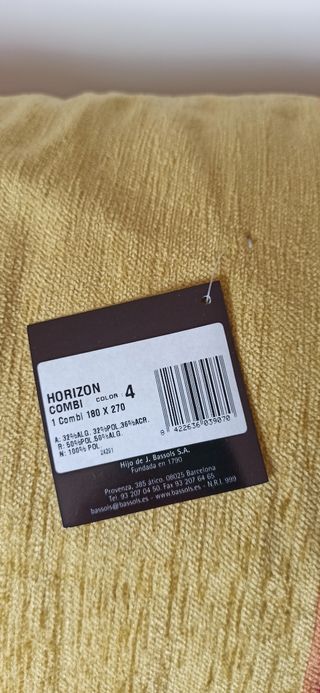 HORIZON
COMBI COLOR : 4
1 Combi 180 X 270
A: 32%ALG. 32%POL.36%ACR.
R: 50%POL.50%ALG.
N: 100% POL.
24201
8 422636 039070
Hijo de J. Bassols S.A.
Fundada en 1790
Provenza, 385 ático. 08025 Barcelona
Tel. 93 207 04 50. Fax 93 207 64 65
bassols@bassols.es - www.bassols.es - N.R.I. 999